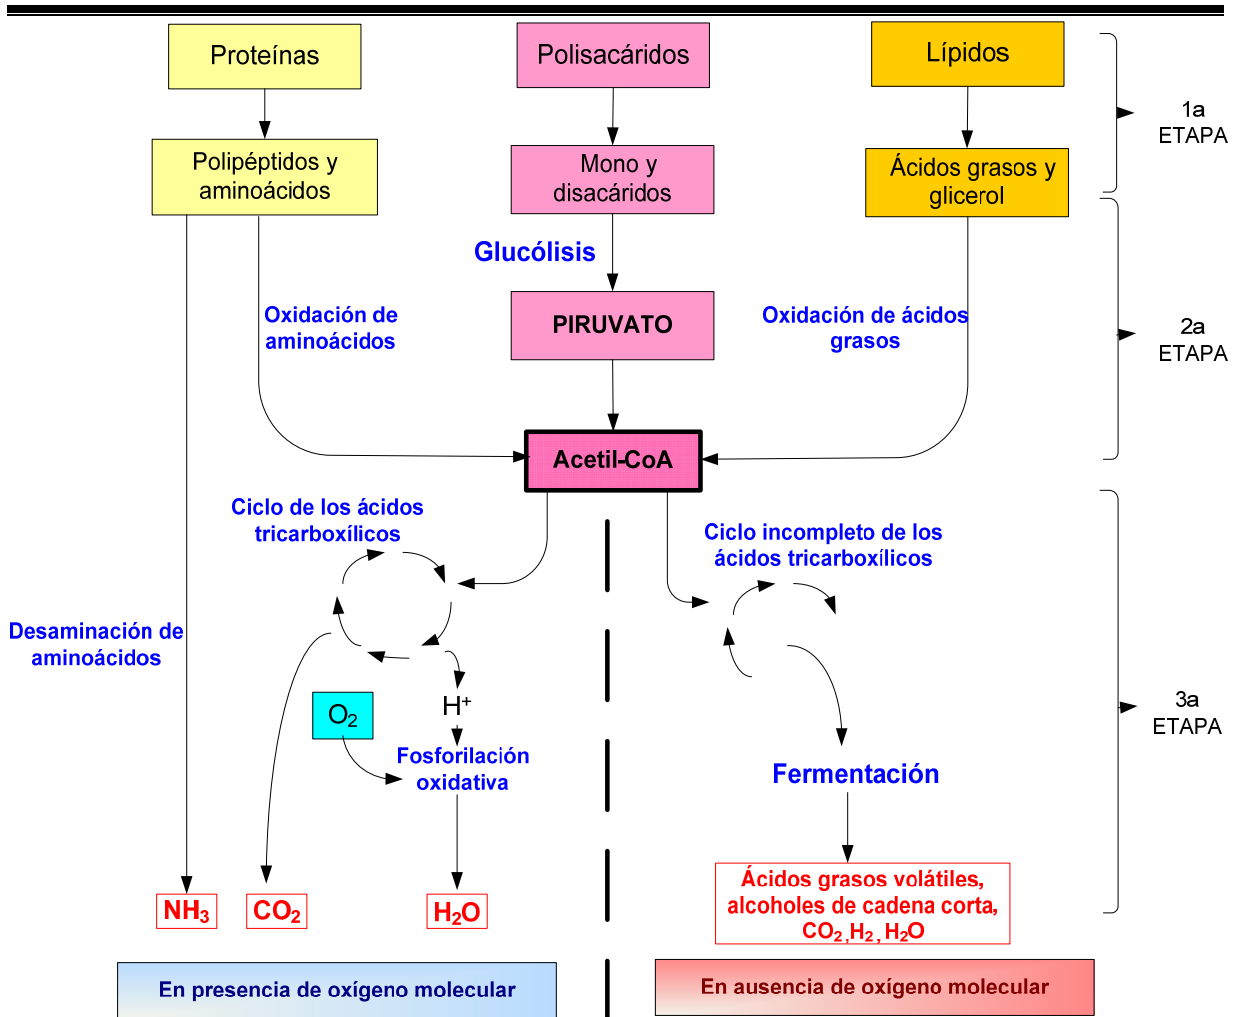 Proteínas
Polisacáridos
Lípidos
1a
ETAPA
Polipéptidos y
aminoácidos
Mono y
disacáridos
Ácidos grasos y
glicerol
Glucólisis
Oxidación de
aminoácidos
PIRUVATO
Oxidación de ácidos
grasos
2a
ETAPA
Acetil-CoA
Ciclo de los ácidos
tricarboxílicos
Ciclo incompleto de los
ácidos tricarboxílicos
Desaminación de
aminoácidos
O₂
H⁺
Fosforilación
oxidativa
Fermentación
3a
ETAPA
NH₃
CO₂
H₂O
Ácidos grasos volátiles,
alcoholes de cadena corta,
CO₂,H₂, H₂O
En presencia de oxígeno molecular
En ausencia de oxígeno molecular